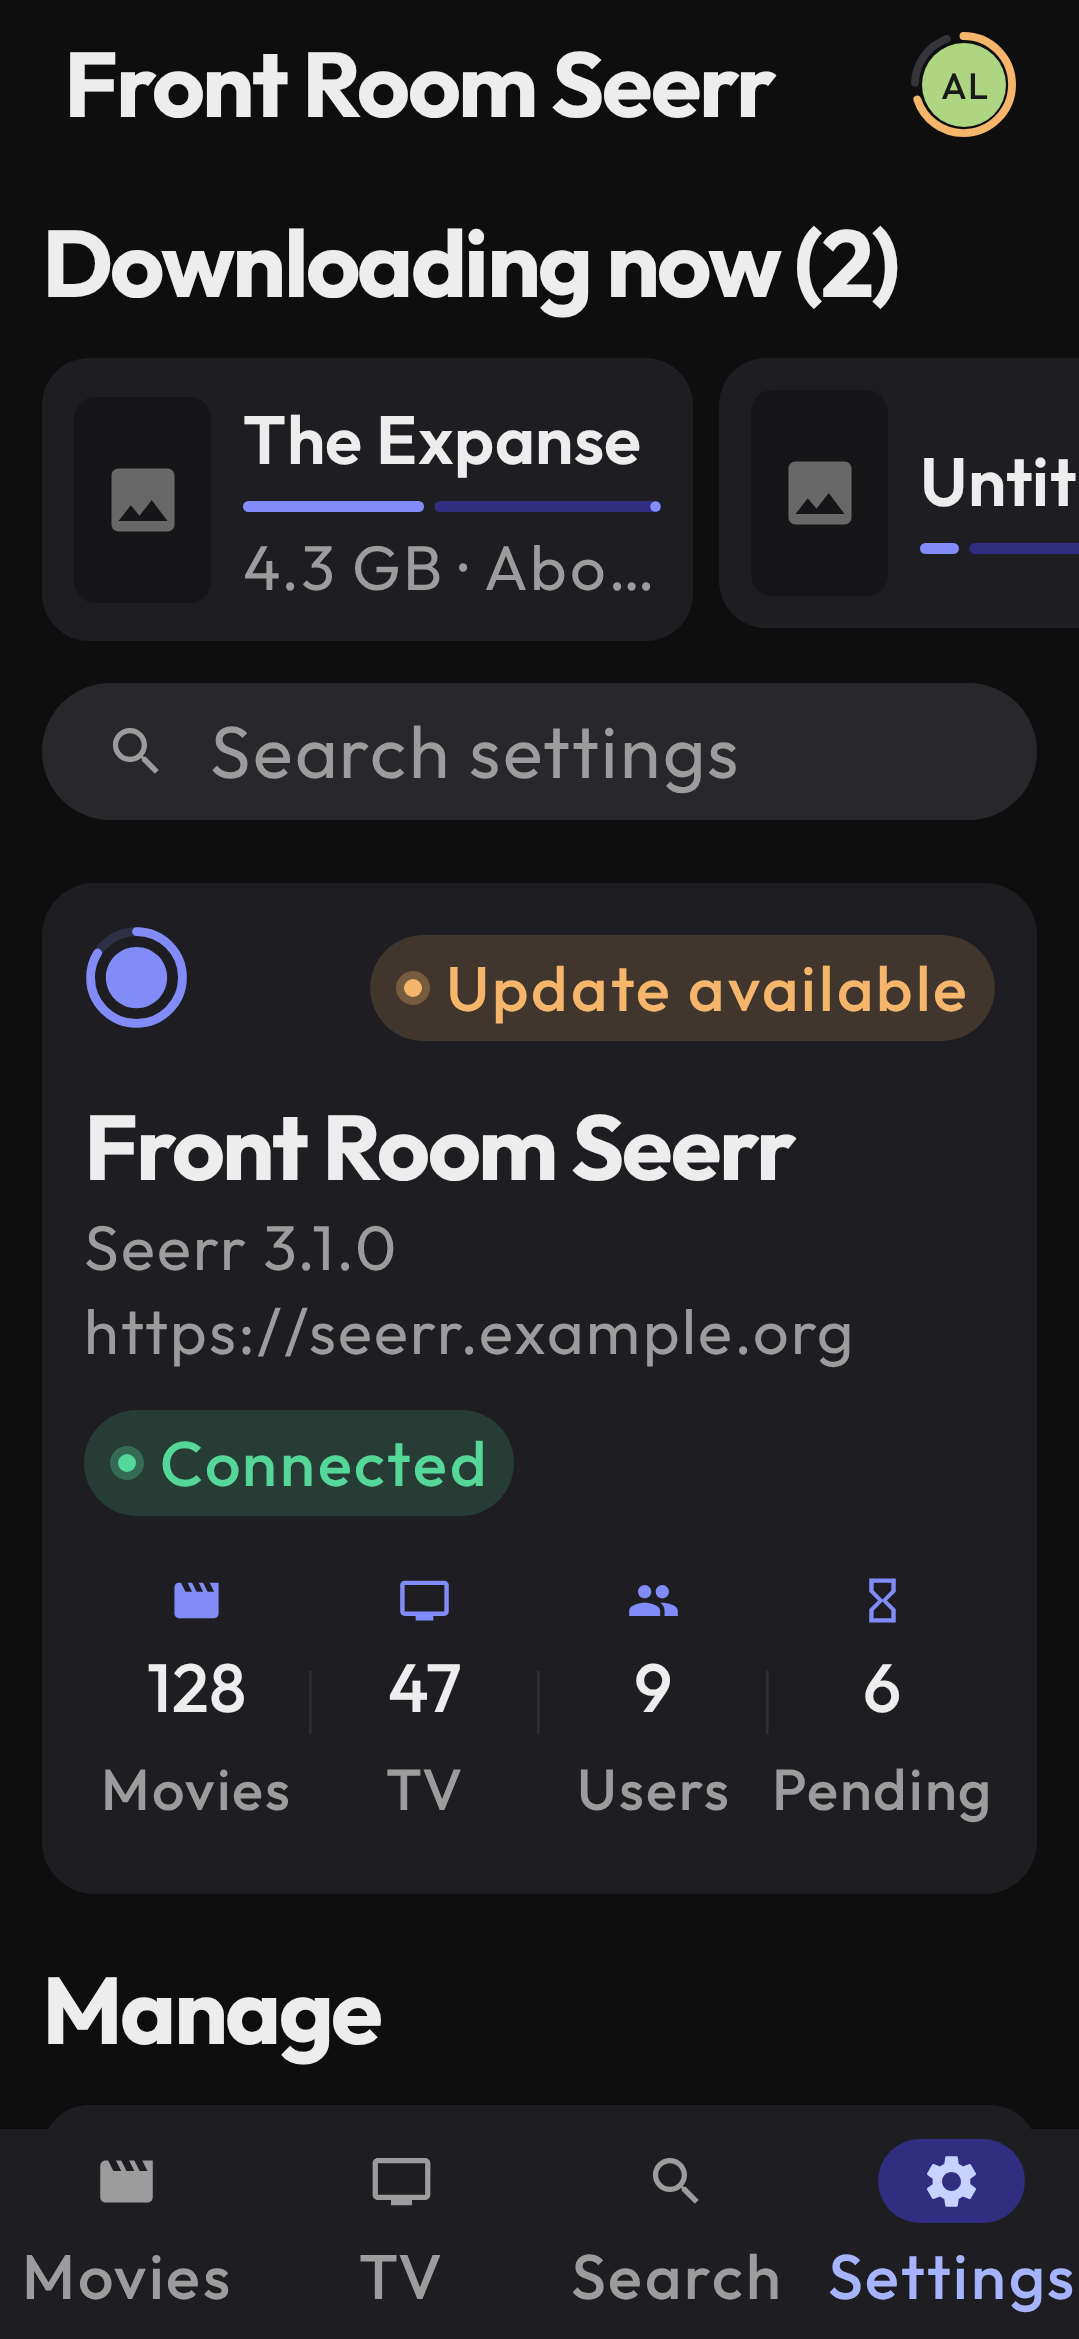 Front Room Seerr
AL
Downloading now (2)
The Expanse
4.3 GB · Abo...
Untit
Search settings
Update available
Front Room Seerr
Seerr 3.1.0
https://seerr.example.org
Connected
128 47 9 6
Movies TV Users Pending
Manage
Movies TV Search Settings